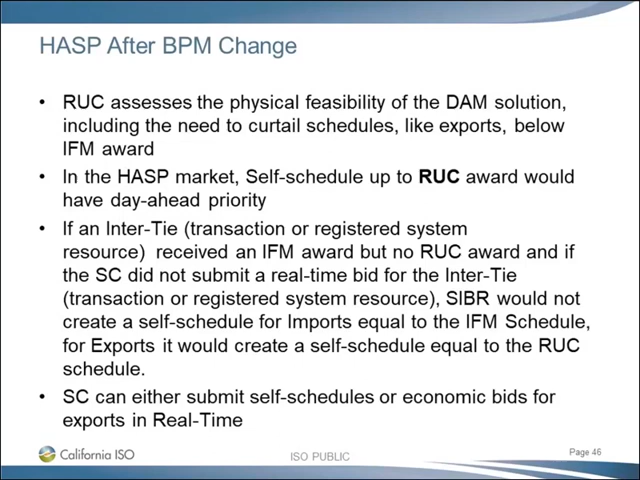 HASP After BPM Change
• RUC assesses the physical feasibility of the DAM solution,
including the need to curtail schedules, like exports, below
IFM award
• In the HASP market, Self-schedule up to RUC award would
have day-ahead priority
• If an Inter-Tie (transaction or registered system
resource)  received an IFM award but no RUC award and if
the SC did not submit a real-time bid for the Inter-Tie
(transaction or registered system resource), SIBR would not
create a self-schedule for Imports equal to the IFM Schedule,
for Exports it would create a self-schedule equal to the RUC
schedule.
• SC can either submit self-schedules or economic bids for
exports in Real-Time
California ISO
ISO PUBLIC
Page 46